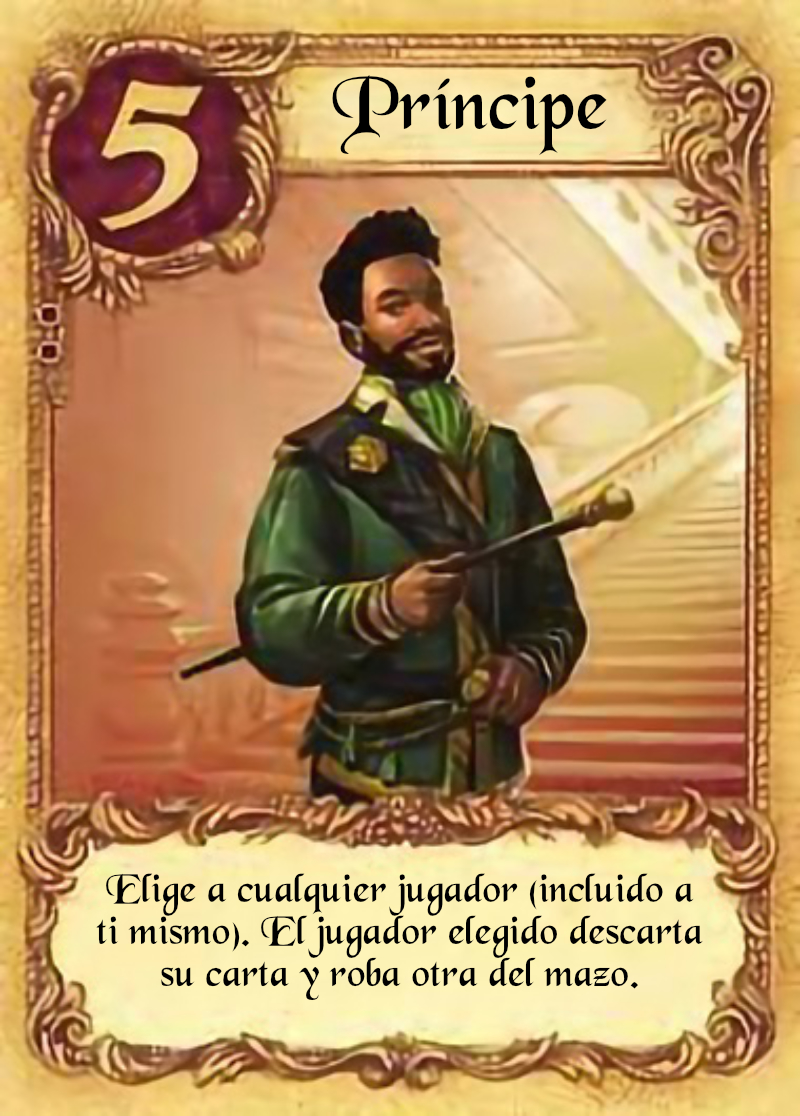 5
Príncipe
Elige a cualquier jugador (incluido a
ti mismo). El jugador elegido descarta
su carta y roba otra del mazo.